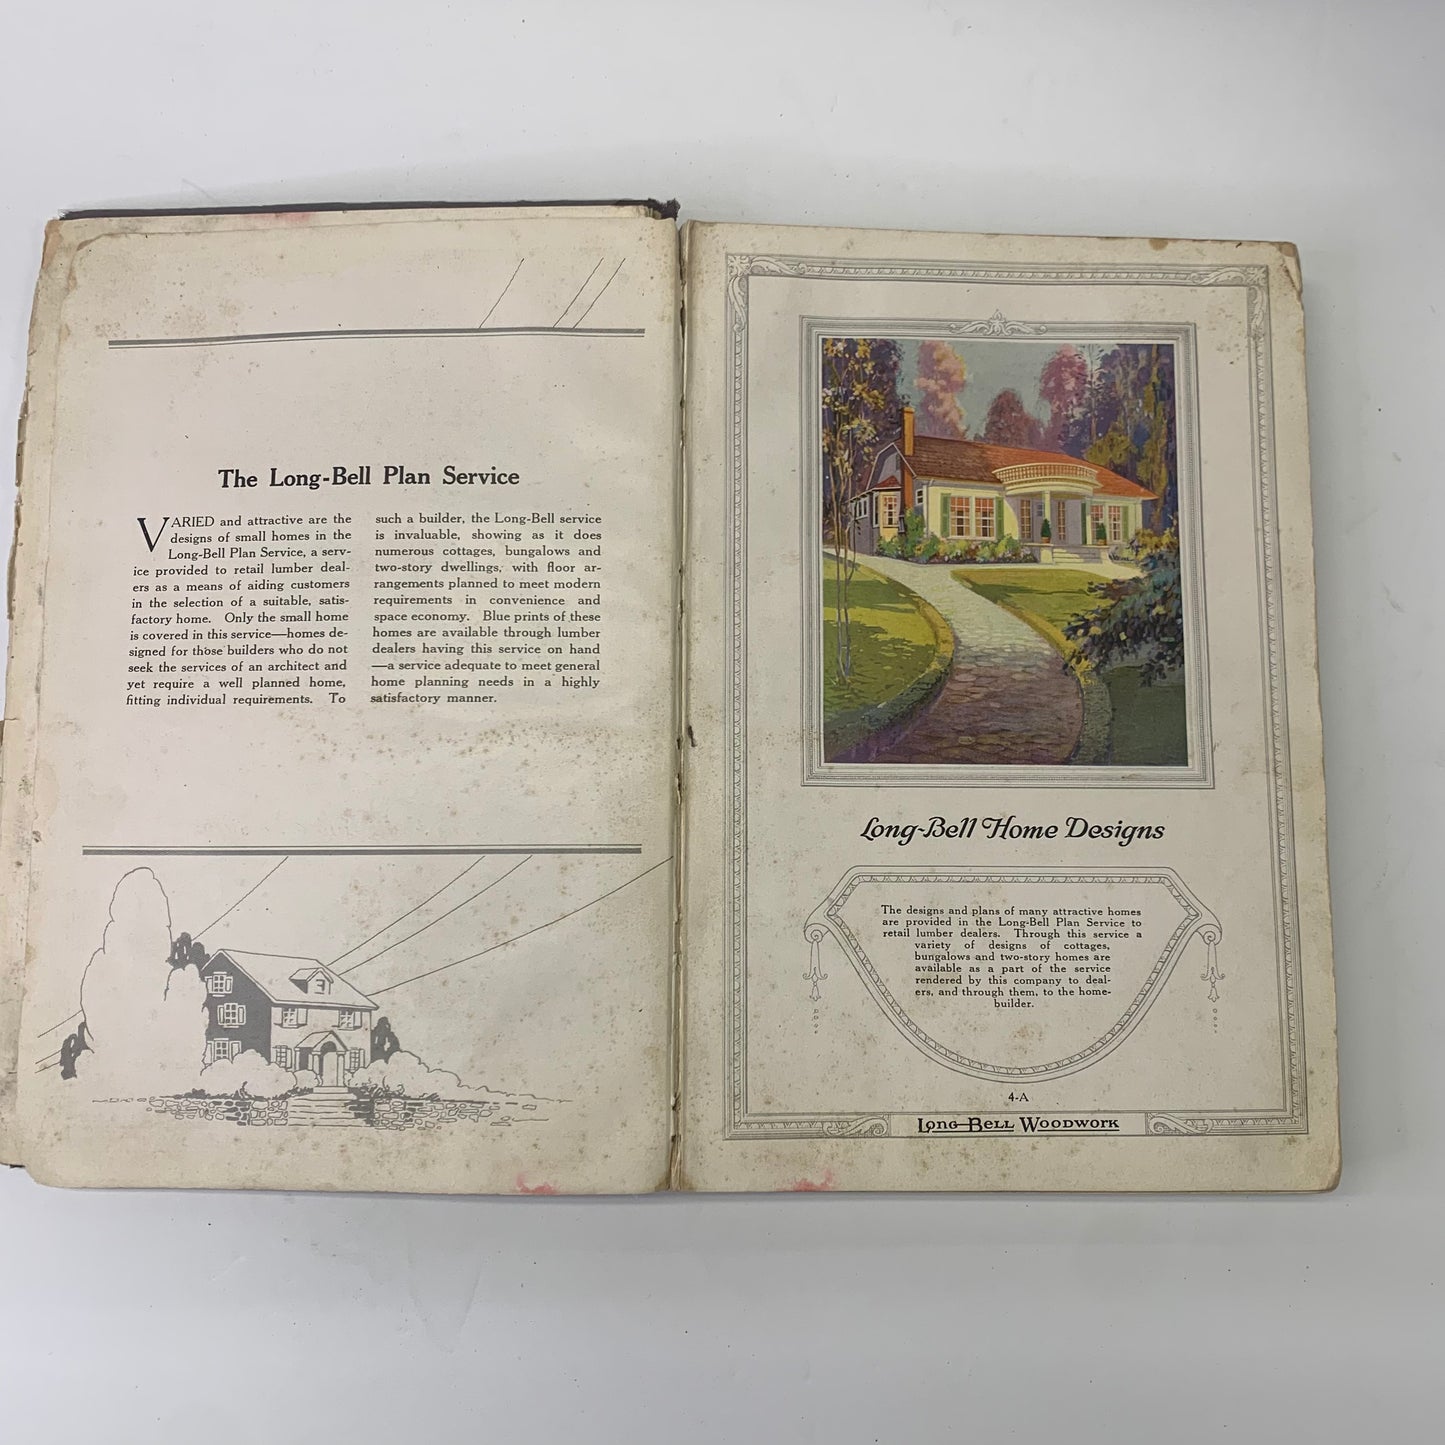 The Long-Bell Plan Service
VARIED and attractive are the
designs of small homes in the
Long-Bell Plan Service, a serv-
ice provided to retail lumber deal-
ers as a means of aiding customers
in the selection of a suitable, satis-
factory home. Only the small home
is covered in this service—homes de-
signed for those builders who do not
seek the services of an architect and
yet require a well planned home,
fitting individual requirements. To
such a builder, the Long-Bell service
is invaluable, showing as it does
numerous cottages, bungalows and
two-story dwellings, with floor ar-
rangements planned to meet modern
requirements in convenience and
space economy. Blue prints of these
homes are available through lumber
dealers having this service on hand
—a service adequate to meet general
home planning needs in a highly
satisfactory manner.
Long-Bell Home Designs
The designs and plans of many attractive homes
are provided in the Long-Bell Plan Service to
retail lumber dealers. Through this service a
variety of designs of cottages,
bungalows and two-story homes are
available as a part of the service
rendered by this company to deal-
ers, and through them, to the home-
builder.
4-A
Long-Bell Woodwork